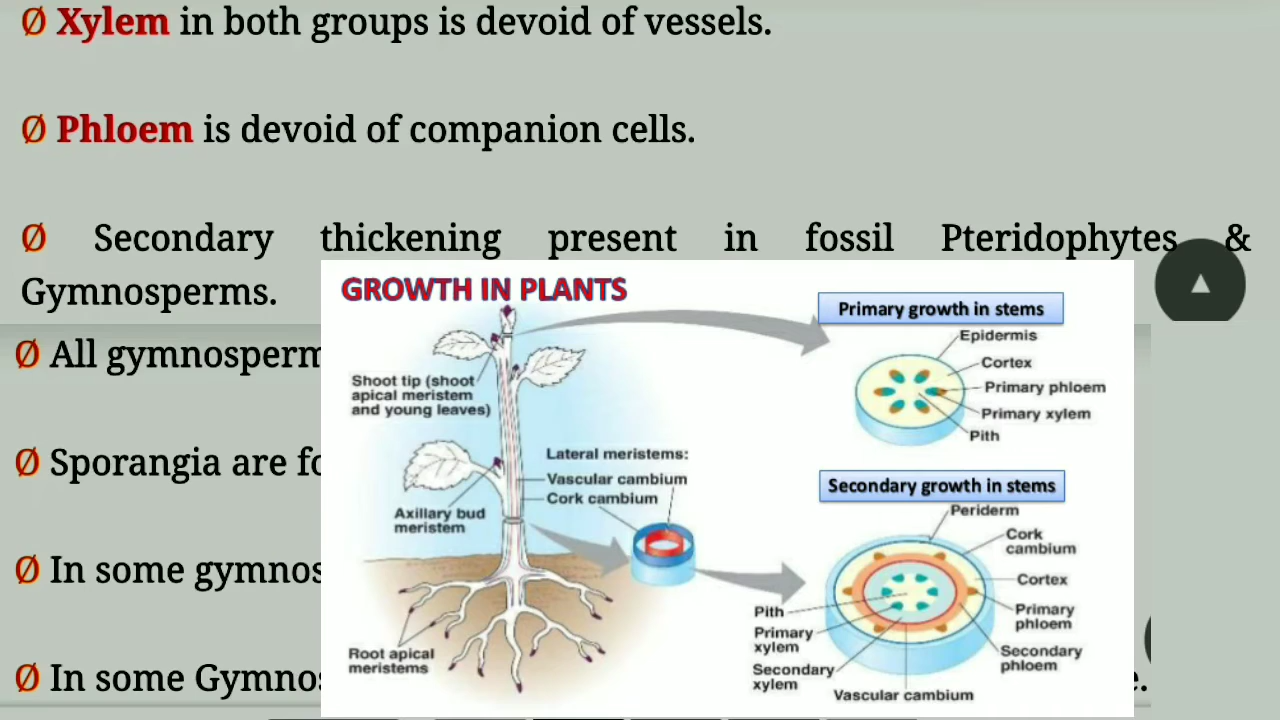 Ø Xylem in both groups is devoid of vessels.
Ø Phloem is devoid of companion cells.
Ø Secondary thickening present in fossil Pteridophytes &
Gymnosperms.
Ø All gymnosperm
Ø Sporangia are fo
Ø In some gymnos
Ø In some Gymnos
e.
GROWTH IN PLANTS
Shoot tip (shoot
apical meristem
and young leaves)
Axillary bud
meristem
Root apical
meristems
Lateral meristems:
Vascular cambium
Cork cambium
Primary growth in stems
Epidermis
Cortex
Primary phloem
Primary xylem
Pith
Secondary growth in stems
Periderm
Cork
cambium
Cortex
Primary
phloem
Secondary
phloem
Pith
Primary
xylem
Secondary
xylem
Vascular cambium